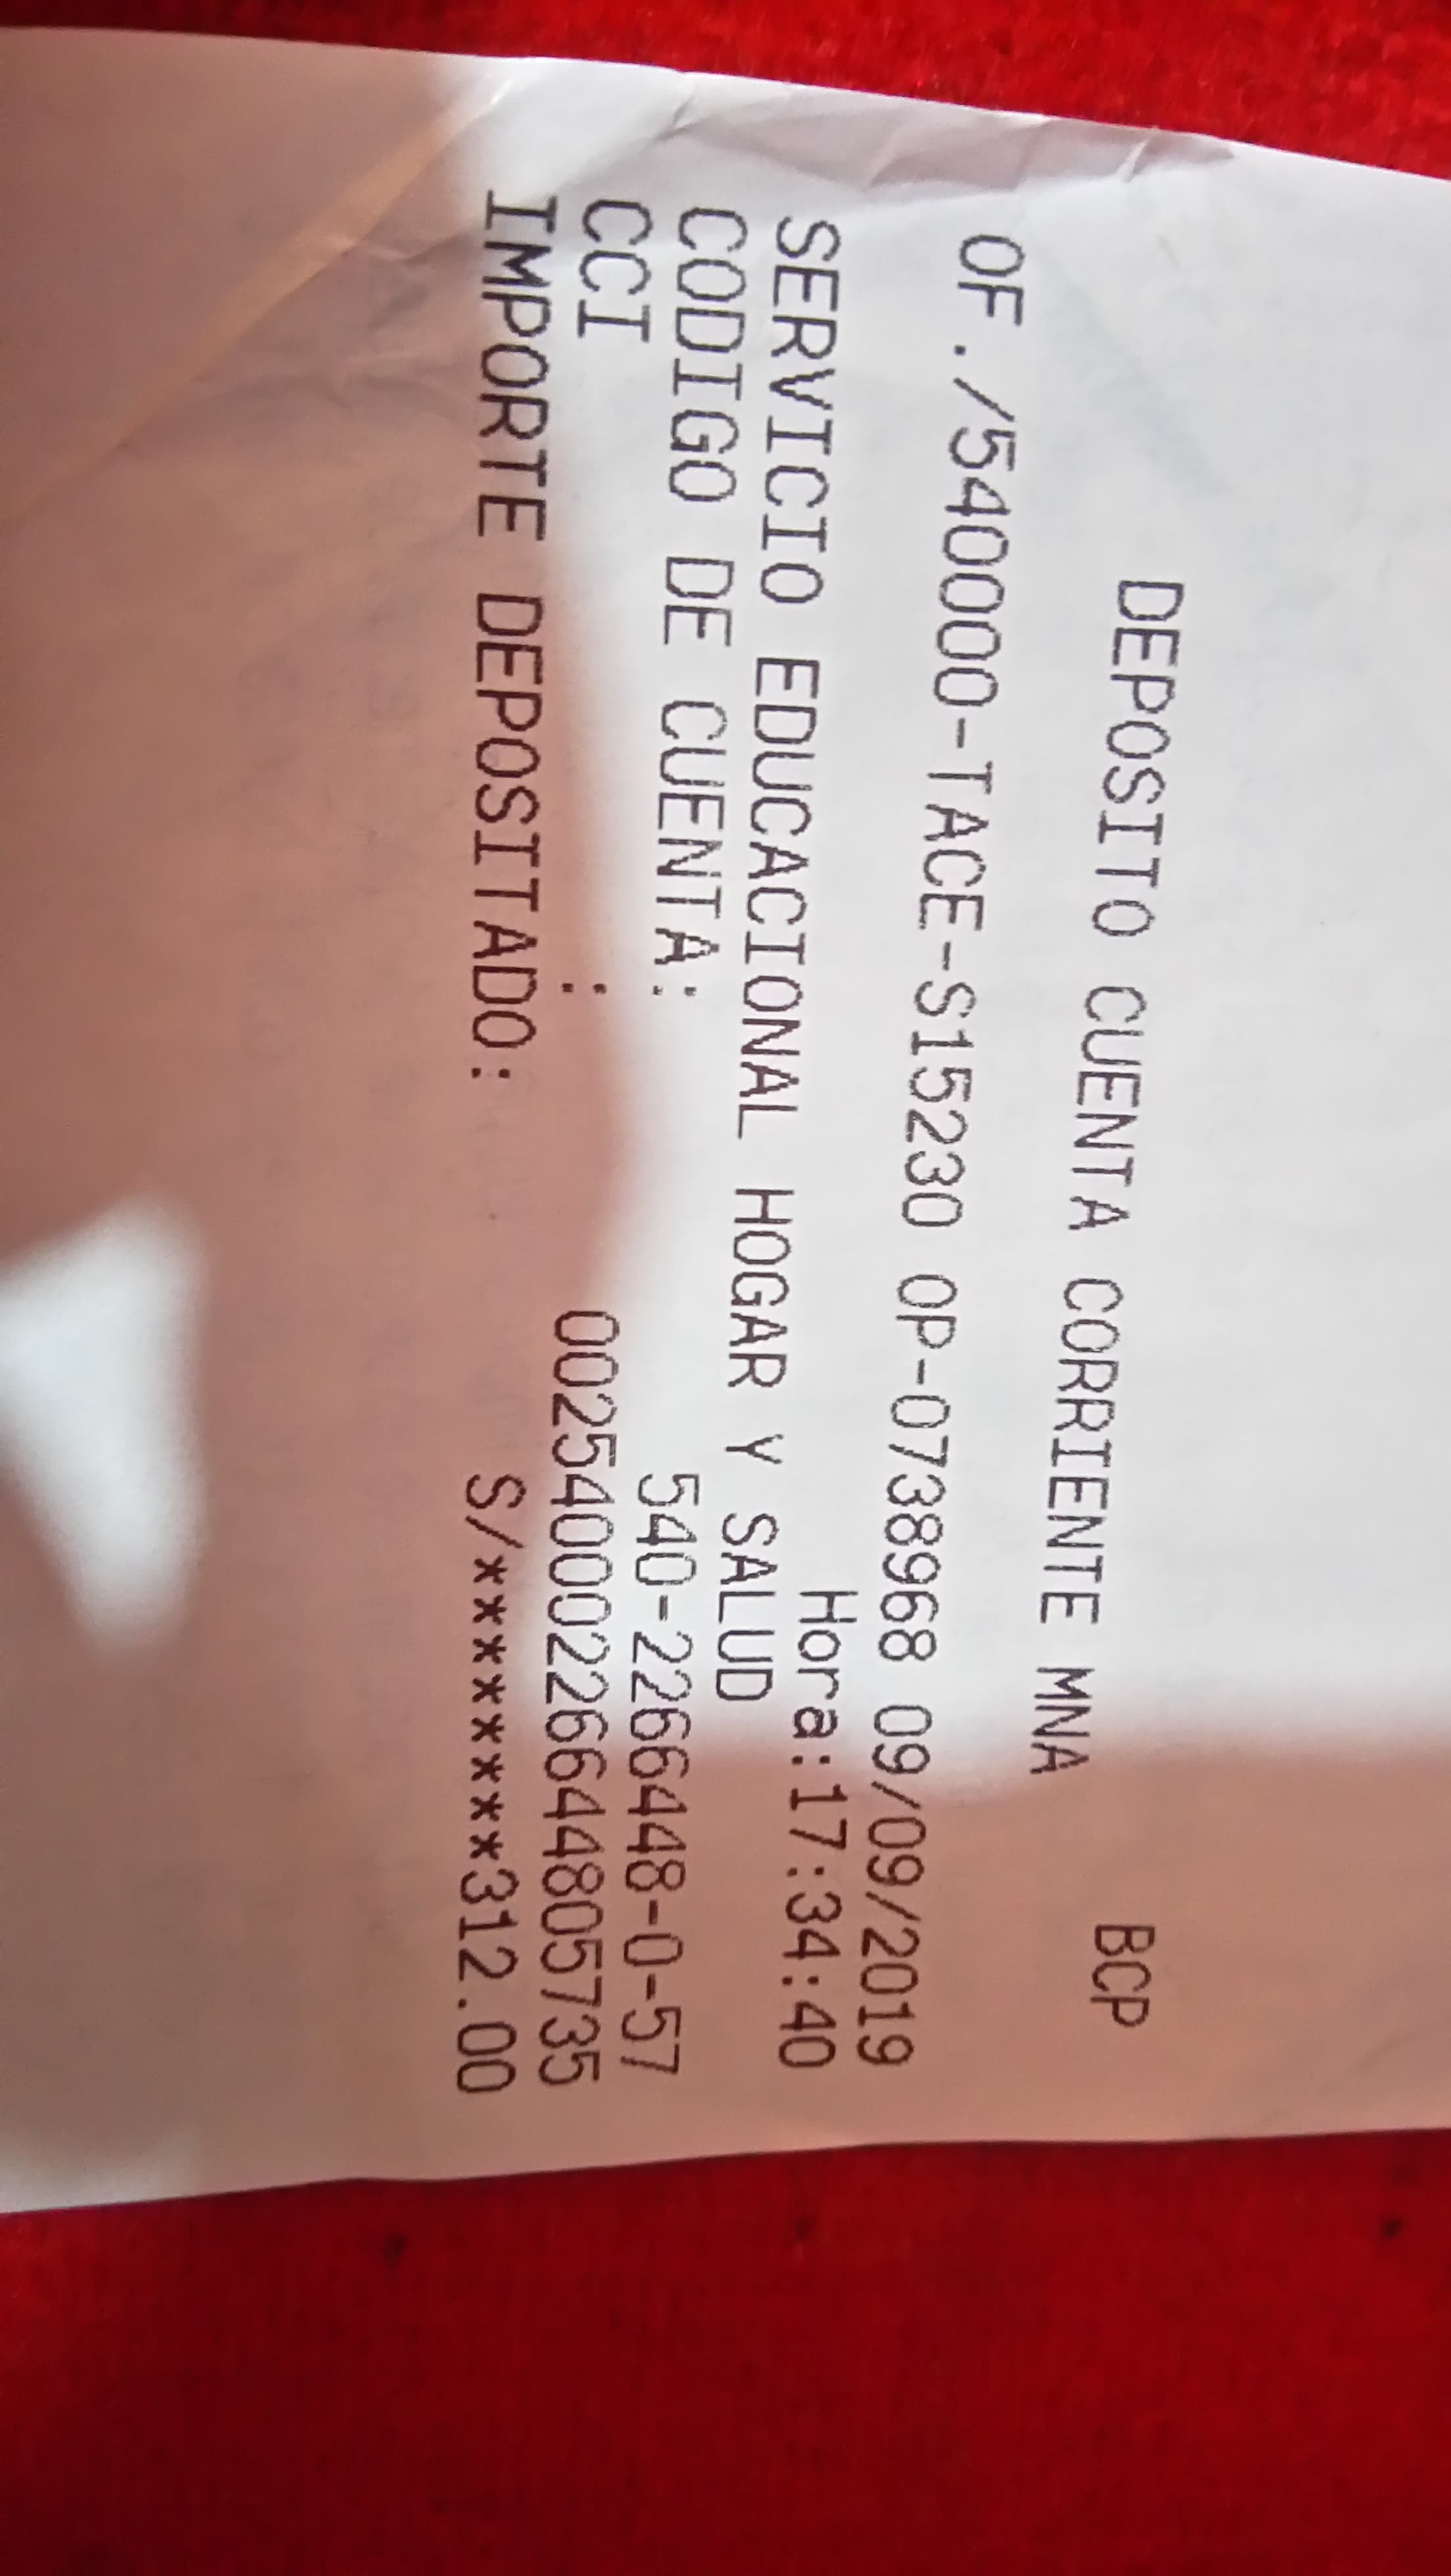 DEPOSITO CUENTA CORRIENTE MNA BCP
OF./540000-TACE-S15230 OP-0738968 09/09/2019
Hora:17:34:40
SERVICIO EDUCACIONAL HOGAR Y SALUD
CODIGO DE CUENTA: 540-2266448-0-57
CCI : 00254000226644805735
IMPORTE DEPOSITADO: S/*********312.00